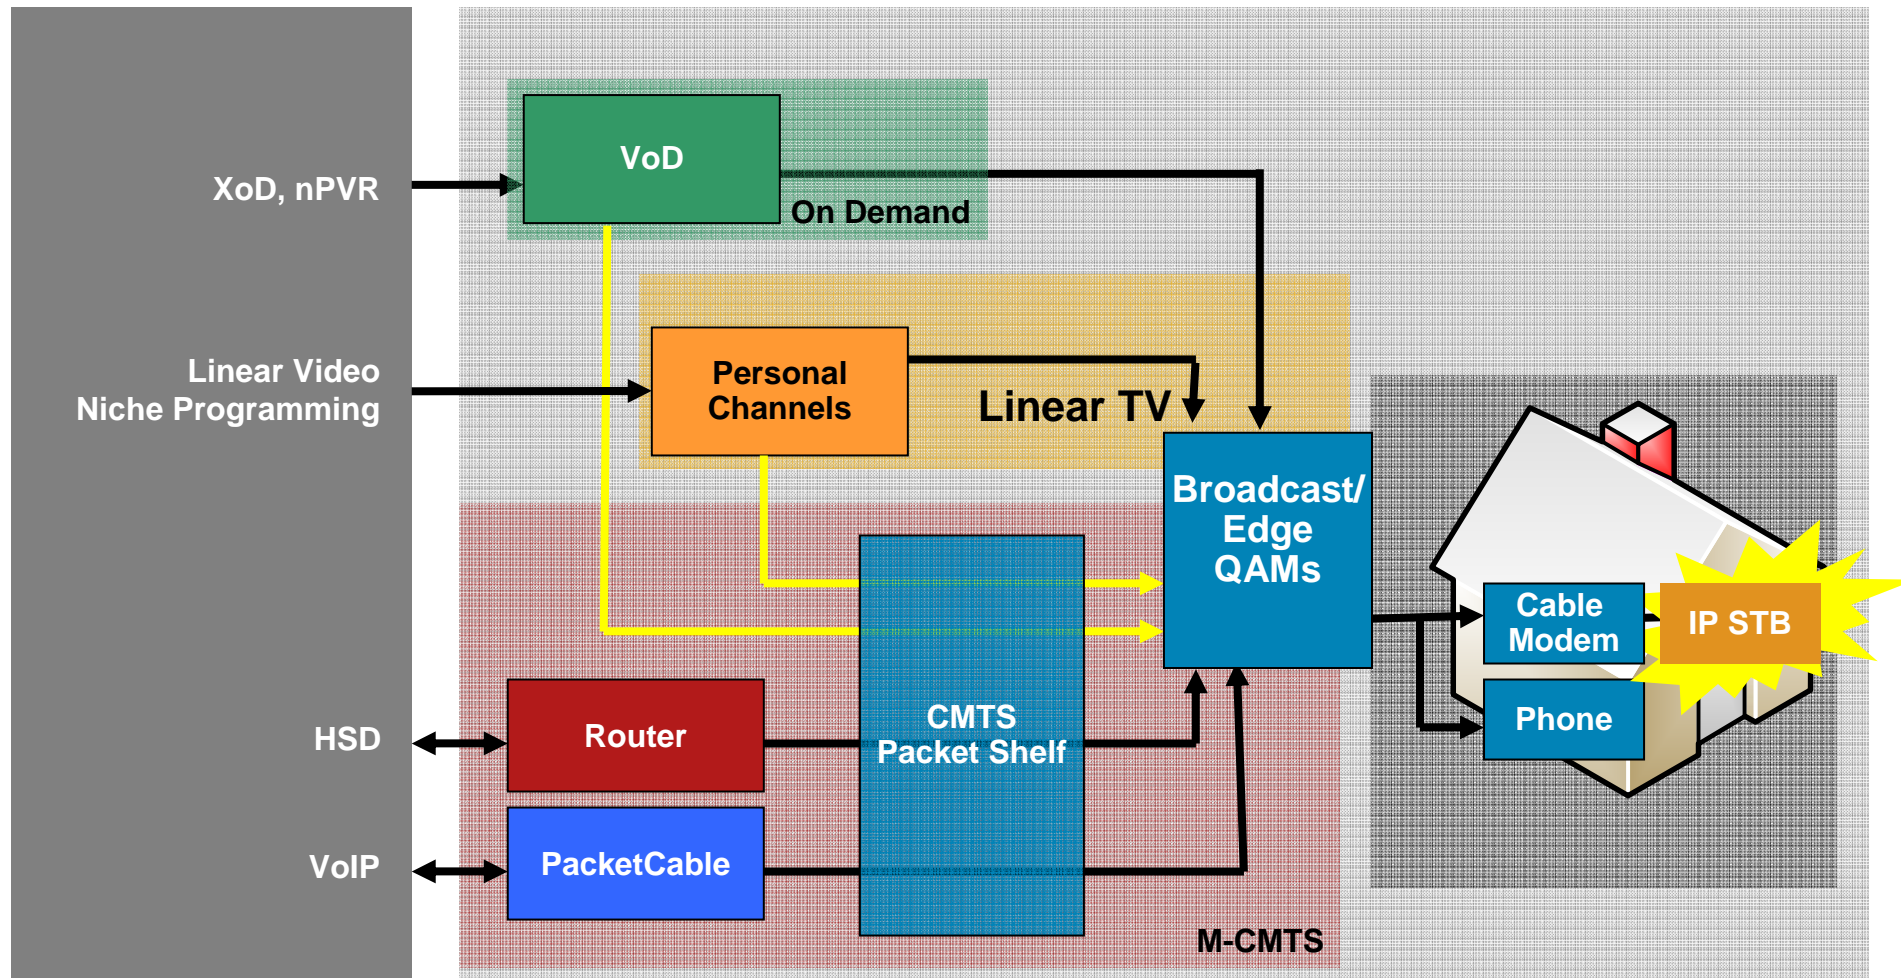 VoD
XoD, nPVR
On Demand
Linear Video
Niche Programming
Personal
Channels
Linear TV
Broadcast/
Edge
QAMs
Cable
Modem
IP STB
Phone
HSD
Router
CMTS
Packet Shelf
VoIP
PacketCable
M-CMTS